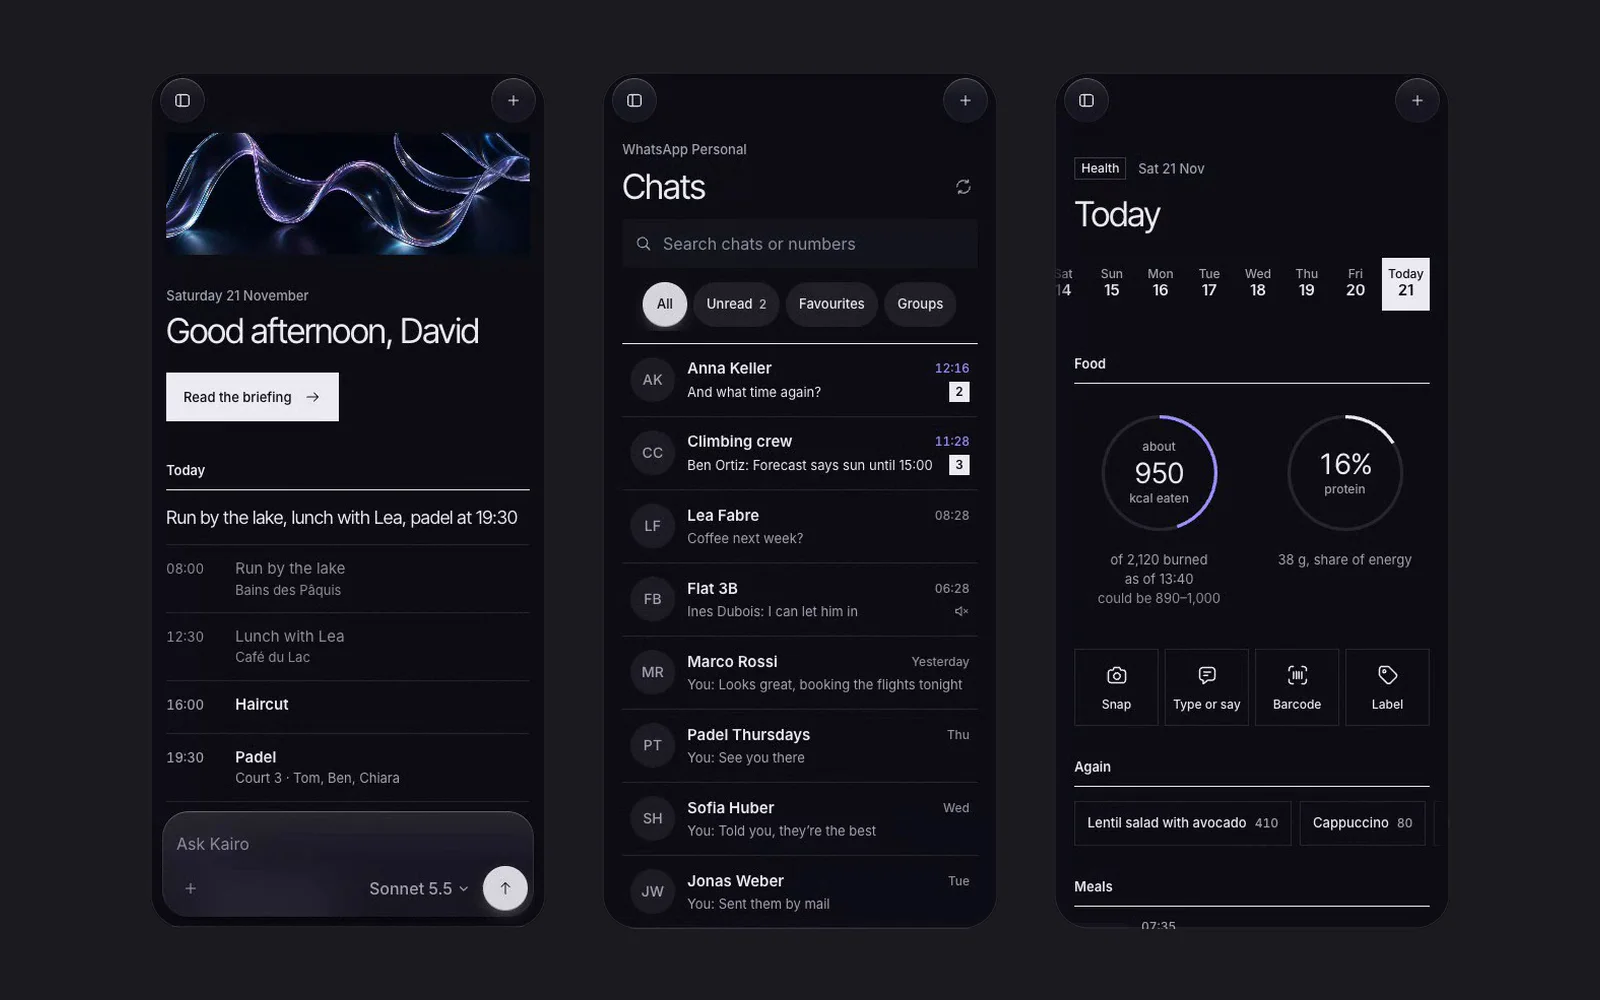 Saturday 21 November
Good afternoon, David
Read the briefing
Today
Run by the lake, lunch with Lea, padel at 19:30
08:00 Run by the lake
Bains des Pâquis
12:30 Lunch with Lea
Café du Lac
16:00 Haircut
19:30 Padel
Court 3 · Tom, Ben, Chiara
Ask Kairo
Sonnet 5.5
WhatsApp Personal
Chats
Search chats or numbers
All Unread 2 Favourites Groups
AK Anna Keller 12:16
And what time again? 2
CC Climbing crew 11:28
Ben Ortiz: Forecast says sun until 15:00 3
LF Lea Fabre 08:28
Coffee next week?
FB Flat 3B 06:28
Ines Dubois: I can let him in
MR Marco Rossi Yesterday
You: Looks great, booking the flights tonight
PT Padel Thursdays Thu
You: See you there
SH Sofia Huber Wed
You: Told you, they’re the best
JW Jonas Weber Tue
You: Sent them by mail
Health Sat 21 Nov
Today
Sat Sun Mon Tue Wed Thu Fri Today
14 15 16 17 18 19 20 21
Food
about
950
kcal eaten
16%
protein
of 2,120 burned
as of 13:40
could be 890–1,000
38 g, share of energy
Snap Type or say Barcode Label
Again
Lentil salad with avocado 410 Cappuccino 80
Meals
07:35